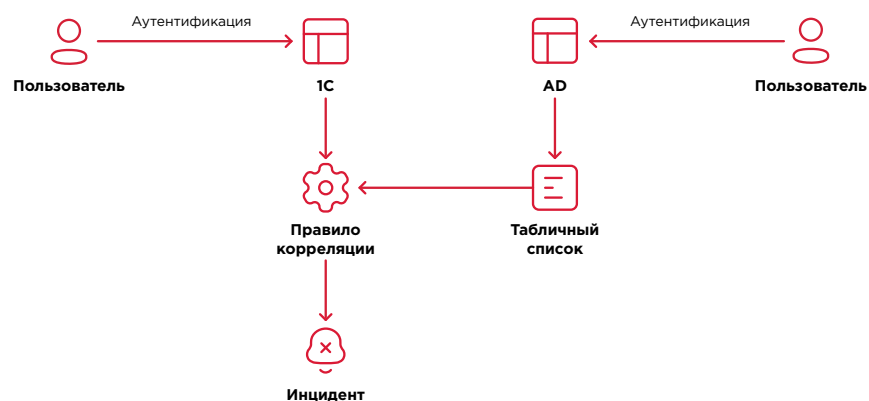 Аутентификация
Аутентификация
Пользователь
1С
AD
Пользователь
Правило
корреляции
Табличный
список
Инцидент